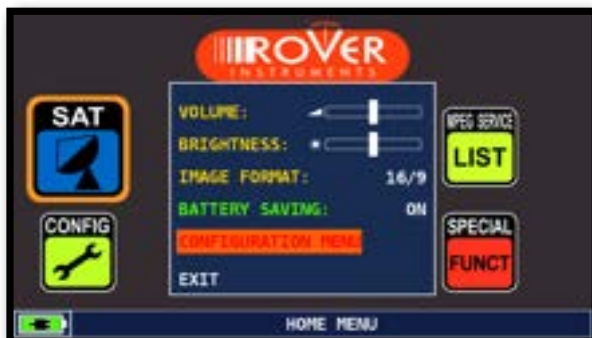 ROVER
INSTRUMENTS
SAT
VOLUME:
BRIGHTNESS:
IMAGE FORMAT: 16/9
BATTERY SAVING: ON
CONFIGURATION MENU
EXIT
MPEG SERVICE
LIST
CONFIG
SPECIAL
FUNCT
HOME MENU